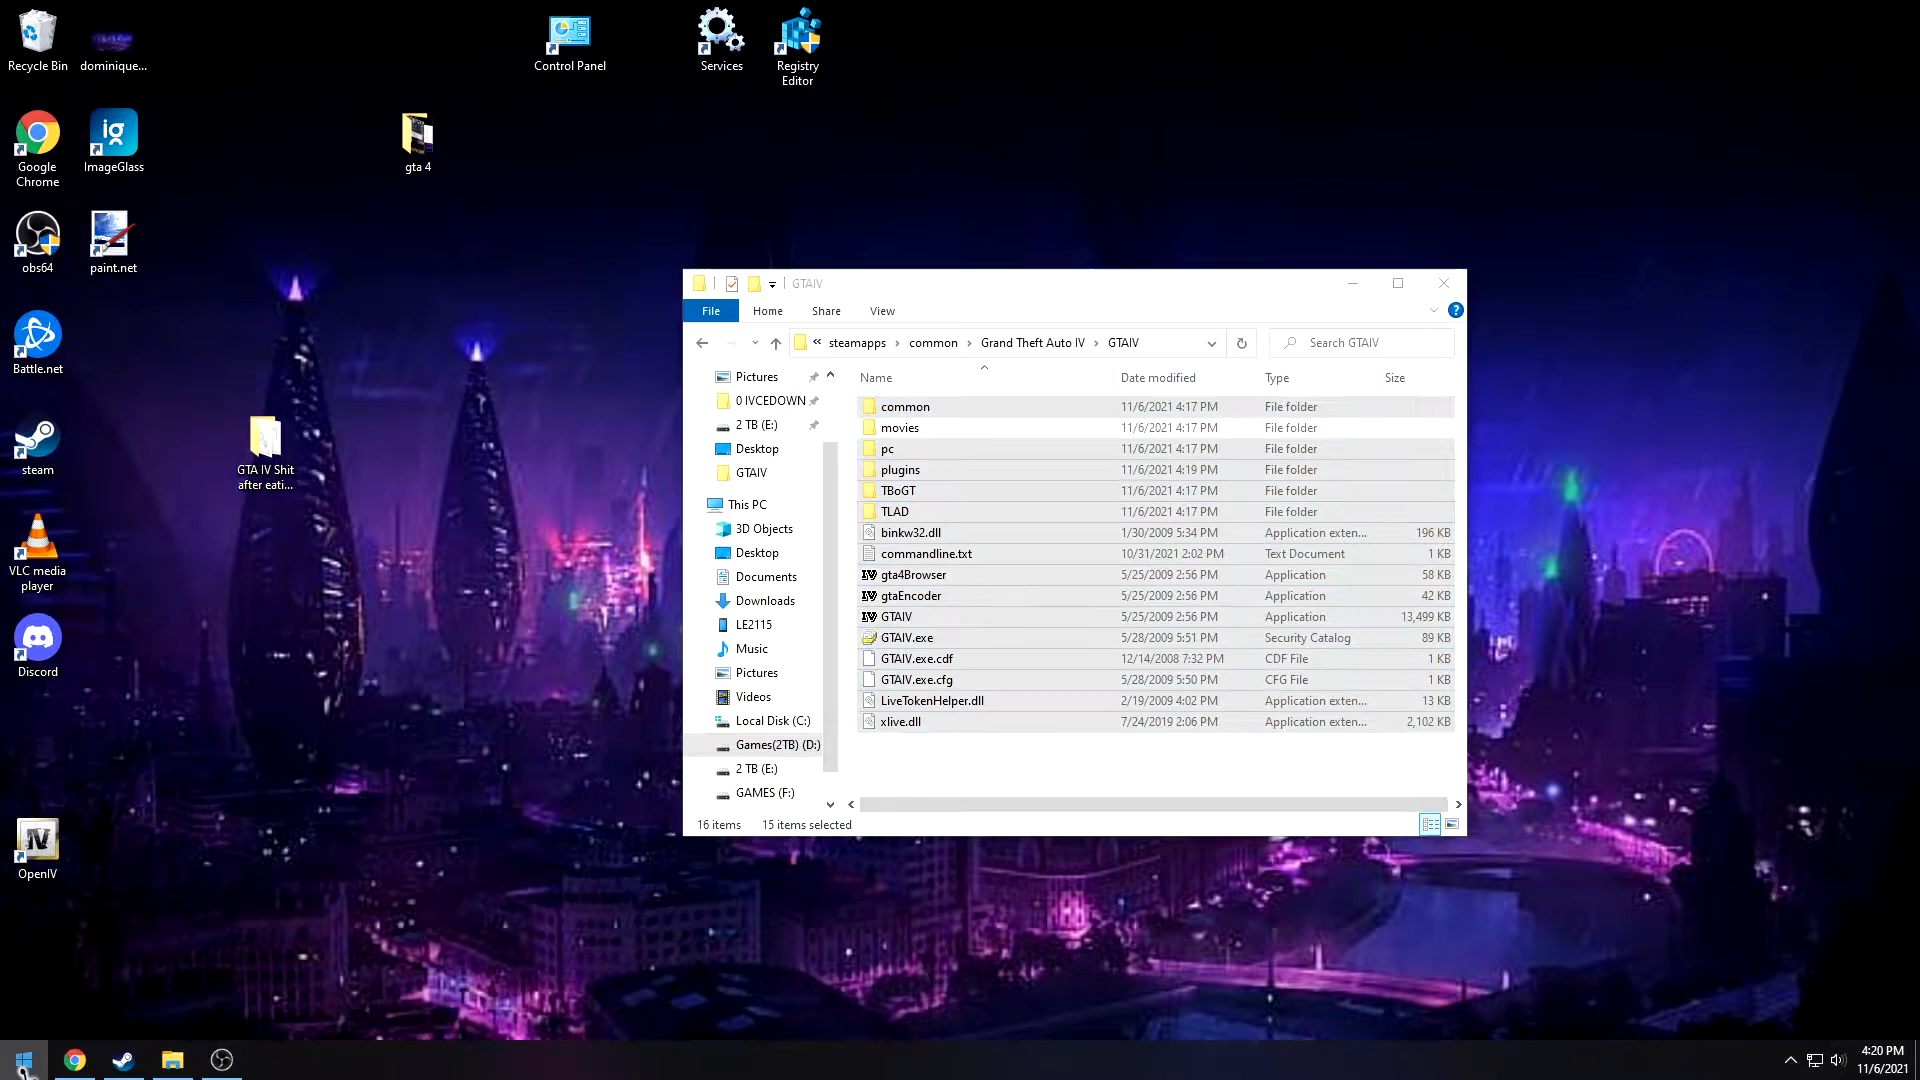 Recycle Bin
dominique...
Control Panel
Services
Registry
Editor
Google
Chrome
ig
ImageGlass
gta 4
obs64
paint.net
Battle.net
steam
GTA IV Shit
after eati...
VLC media
player
Discord
IV
OpenIV
GTAIV
File
Home
Share
View
?
« steamapps > common > Grand Theft Auto IV > GTAIV
Search GTAIV
Pictures
0 IVCEDOWN
2 TB (E:)
Desktop
GTAIV
This PC
3D Objects
Desktop
Documents
Downloads
LE2115
Music
Pictures
Videos
Local Disk (C:)
Games(2TB) (D:)
2 TB (E:)
GAMES (F:)
Name Date modified Type Size
common 11/6/2021 4:17 PM File folder
movies 11/6/2021 4:17 PM File folder
pc 11/6/2021 4:17 PM File folder
plugins 11/6/2021 4:19 PM File folder
TBoGT 11/6/2021 4:17 PM File folder
TLAD 11/6/2021 4:17 PM File folder
binkw32.dll 1/30/2009 5:34 PM Application exten... 196 KB
commandline.txt 10/31/2021 2:02 PM Text Document 1 KB
IV gta4Browser 5/25/2009 2:56 PM Application 58 KB
IV gtaEncoder 5/25/2009 2:56 PM Application 42 KB
IV GTAIV 5/25/2009 2:56 PM Application 13,499 KB
GTAIV.exe 5/28/2009 5:51 PM Security Catalog 89 KB
GTAIV.exe.cdf 12/14/2008 7:32 PM CDF File 1 KB
GTAIV.exe.cfg 5/28/2009 5:50 PM CFG File 1 KB
LiveTokenHelper.dll 2/19/2009 4:02 PM Application exten... 13 KB
xlive.dll 7/24/2019 2:06 PM Application exten... 2,102 KB
16 items 15 items selected
4:20 PM
11/6/2021